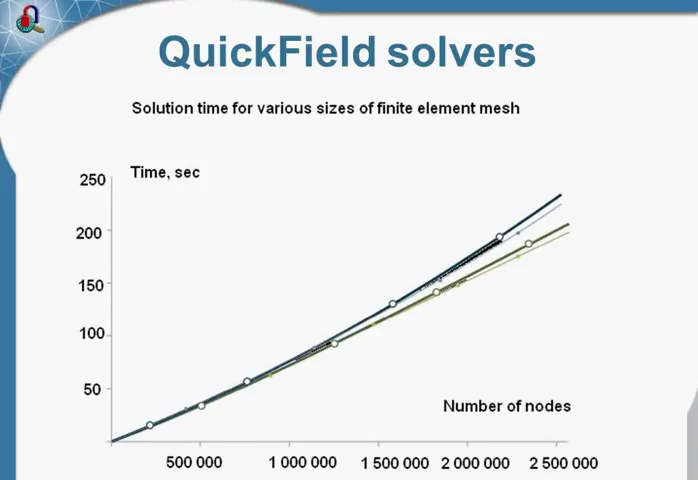 QuickField solvers
Solution time for various sizes of finite element mesh
Time, sec
250
200
150
100
50
Number of nodes
500 000 1 000 000 1 500 000 2 000 000 2 500 000